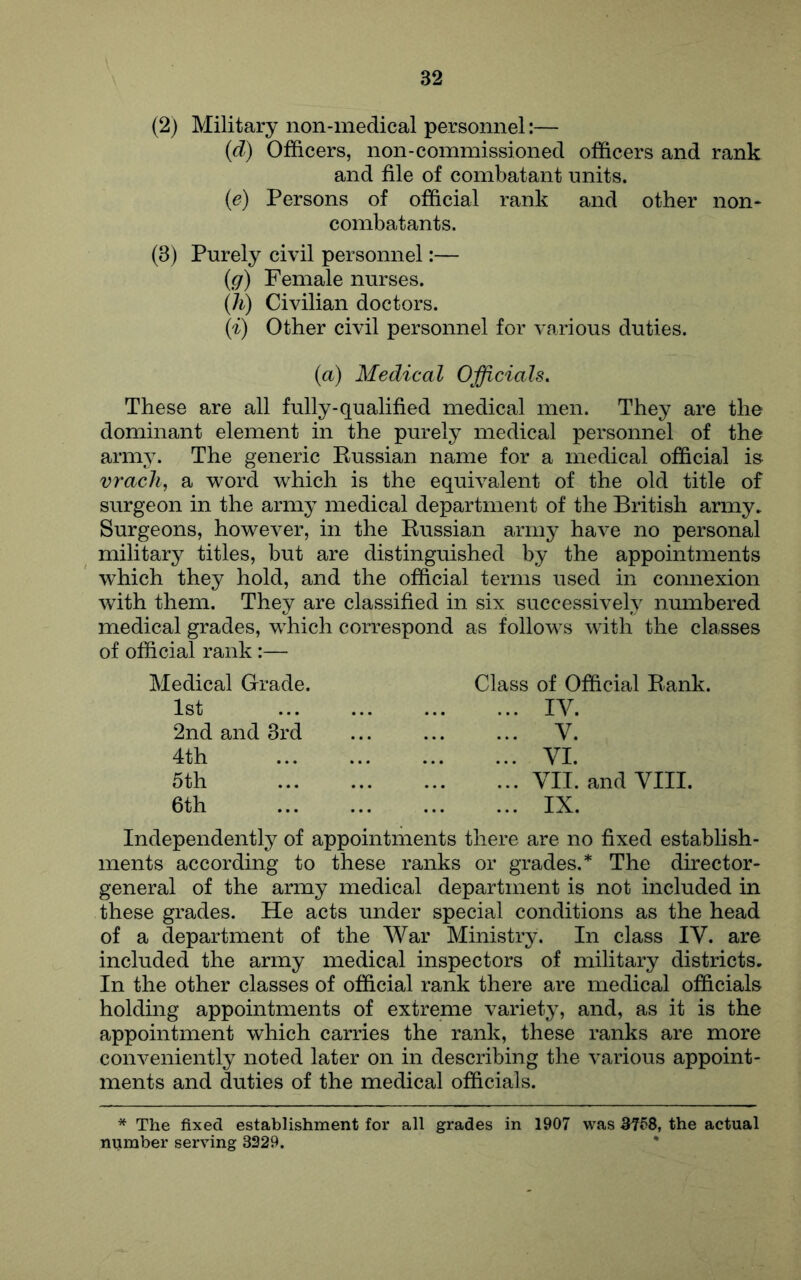 32
(2) Military non-medical personnel:—
(d) Officers, non-commissioned officers and rank
and file of combatant units.
(e) Persons of official rank and other non-
combatants.
(3) Purely civil personnel:—
(g) Female nurses.
(h) Civilian doctors.
(i) Other civil personnel for various duties.
(a) Medical Officials.
These are all fully-qualified medical men. They are the
dominant element in the purely medical personnel of the
army. The generic Russian name for a medical official is
vrach, a word which is the equivalent of the old title of
surgeon in the army medical department of the British army.
Surgeons, however, in the Russian army have no personal
military titles, but are distinguished by the appointments
which they hold, and the official terms used in connexion
with them. They are classified in six successively numbered
medical grades, which correspond as follows with the classes
of official rank:—
Medical Grade. Class of Official Rank.
1st ... ... ... ... IV.
2nd and 3rd ... ... ... V.
4th ... ... ... ... VI.
5th ... ... ... ... VII. and VIII.
6th ... ... ... ... IX.
Independently of appointments there are no fixed establish-
ments according to these ranks or grades.* The director-
general of the army medical department is not included in
these grades. He acts under special conditions as the head
of a department of the War Ministry. In class IV. are
included the army medical inspectors of military districts.
In the other classes of official rank there are medical officials
holding appointments of extreme variety, and, as it is the
appointment which carries the rank, these ranks are more
conveniently noted later on in describing the various appoint-
ments and duties of the medical officials.
* The fixed establishment for all grades in 1907 was 3758, the actual
number serving 3329.